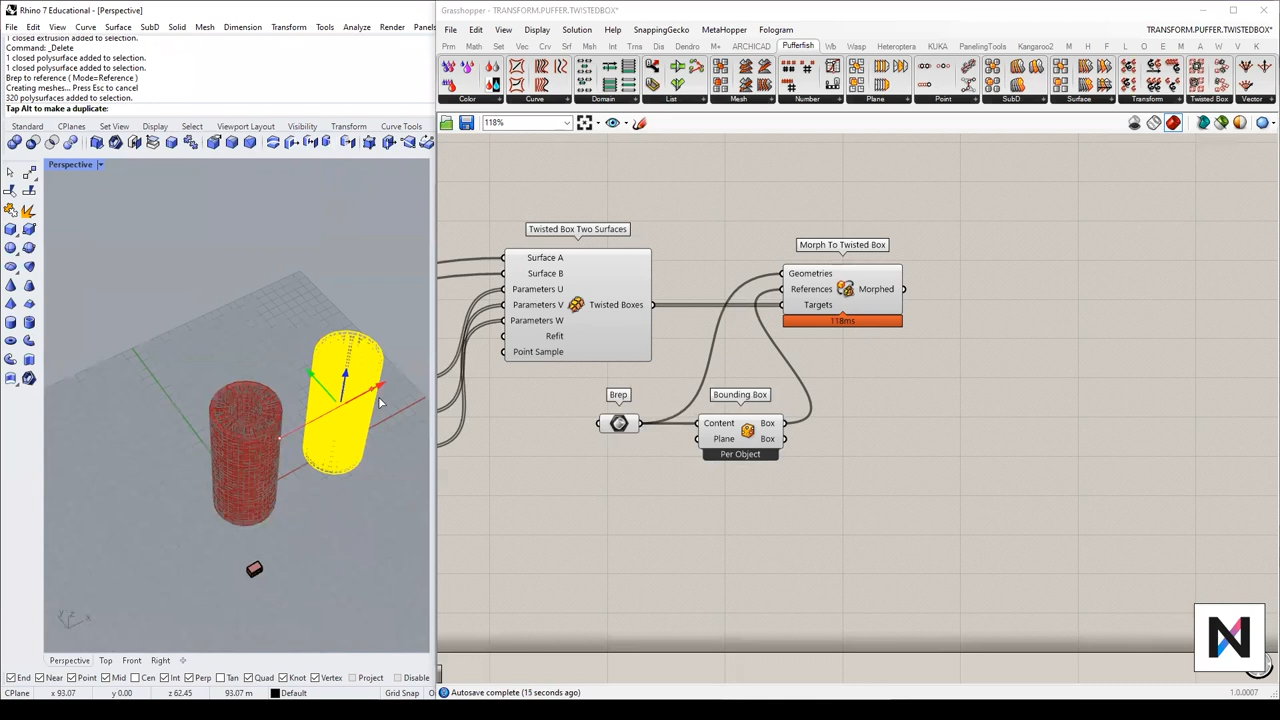 Rhino 7 Educational - [Perspective]
File Edit View Curve Surface SubD Solid Mesh Dimension Transform Tools Analyze Render Panels
1 closed extrusion added to selection.
Command: _Delete
1 closed polysurface added to selection.
1 closed polysurface added to selection.
Brep to reference ( Mode=Reference )
Creating meshes... Press Esc to cancel
320 polysurfaces added to selection.
Tap Alt to make a duplicate:
Standard CPlanes Set View Display Select Viewport Layout Visibility Transform Curve Tools
Perspective
z x
Perspective Top Front Right
End Near Point Mid Cen Int Perp Tan Quad Knot Vertex Project Disable
CPlane x 93.07 y 0.00 z 62.45 93.07 m Default Grid Snap
Grasshopper - TRANSFORM.PUFFER.TWISTEDBOX*
File Edit View Display Solution Help SnappingGecko MetaHopper Fologram TRANSFORM.PUFFER.TWISTEDBOX*
Prm Math Set Vec Crv Srf Msh Int Trns Dis Dendro ARCHICAD Pufferfish Wb Wasp Heteroptera KUKA PanelingTools Kangaroo2 M H F L O E T D P B A W S V E
Color Curve Domain List Mesh Number Plane Point SubD Surface Transform Twisted Box Vector
118%
Twisted Box Two Surfaces
Surface A
Surface B
Parameters U
Parameters V
Parameters W
Refit
Point Sample
Twisted Boxes
Morph To Twisted Box
Geometries
References
Targets
Morphed
118ms
Brep
Bounding Box
Content
Plane
Box
Box
Per Object
N
Autosave complete (15 seconds ago)
1.0.0007